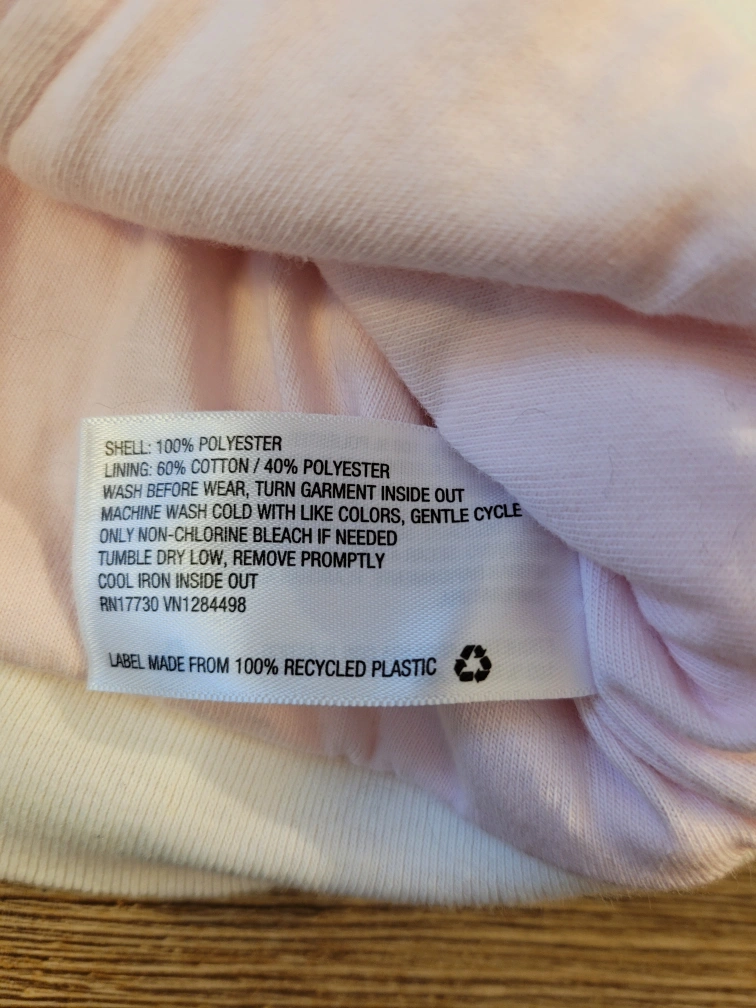 SHELL: 100% POLYESTER
LINING: 60% COTTON / 40% POLYESTER
WASH BEFORE WEAR, TURN GARMENT INSIDE OUT
MACHINE WASH COLD WITH LIKE COLORS, GENTLE CYCLE
ONLY NON-CHLORINE BLEACH IF NEEDED
TUMBLE DRY LOW, REMOVE PROMPTLY
COOL IRON INSIDE OUT
RN17730 VN1284498
LABEL MADE FROM 100% RECYCLED PLASTIC